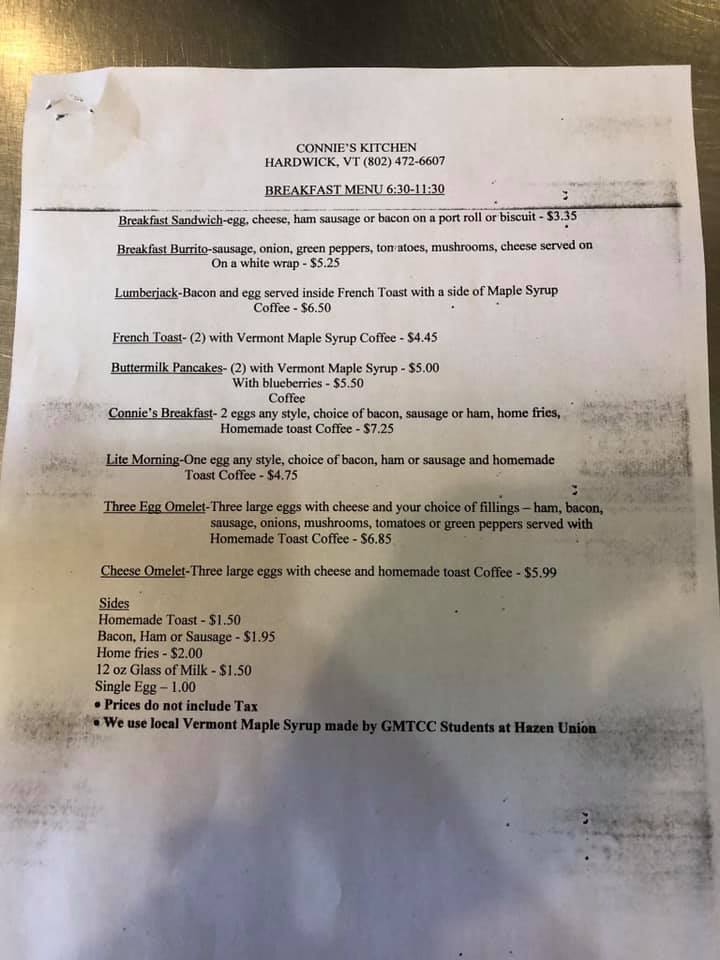 CONNIE'S KITCHEN
HARDWICK, VT (802) 472-6607
BREAKFAST MENU 6:30-11:30
Breakfast Sandwich-egg, cheese, ham sausage or bacon on a port roll or biscuit - $3.35
Breakfast Burrito-sausage, onion, green peppers, tomatoes, mushrooms, cheese served on
On a white wrap - $5.25
Lumberjack-Bacon and egg served inside French Toast with a side of Maple Syrup
Coffee - $6.50
French Toast- (2) with Vermont Maple Syrup Coffee - $4.45
Buttermilk Pancakes- (2) with Vermont Maple Syrup - $5.00
With blueberries - $5.50
Coffee
Connie's Breakfast- 2 eggs any style, choice of bacon, sausage or ham, home fries,
Homemade toast Coffee - $7.25
Lite Morning-One egg any style, choice of bacon, ham or sausage and homemade
Toast Coffee - $4.75
Three Egg Omelet-Three large eggs with cheese and your choice of fillings – ham, bacon,
sausage, onions, mushrooms, tomatoes or green peppers served with
Homemade Toast Coffee - $6.85
Cheese Omelet-Three large eggs with cheese and homemade toast Coffee - $5.99
Sides
Homemade Toast - $1.50
Bacon, Ham or Sausage - $1.95
Home fries - $2.00
12 oz Glass of Milk - $1.50
Single Egg – 1.00
• Prices do not include Tax
• We use local Vermont Maple Syrup made by GMTCC Students at Hazen Union